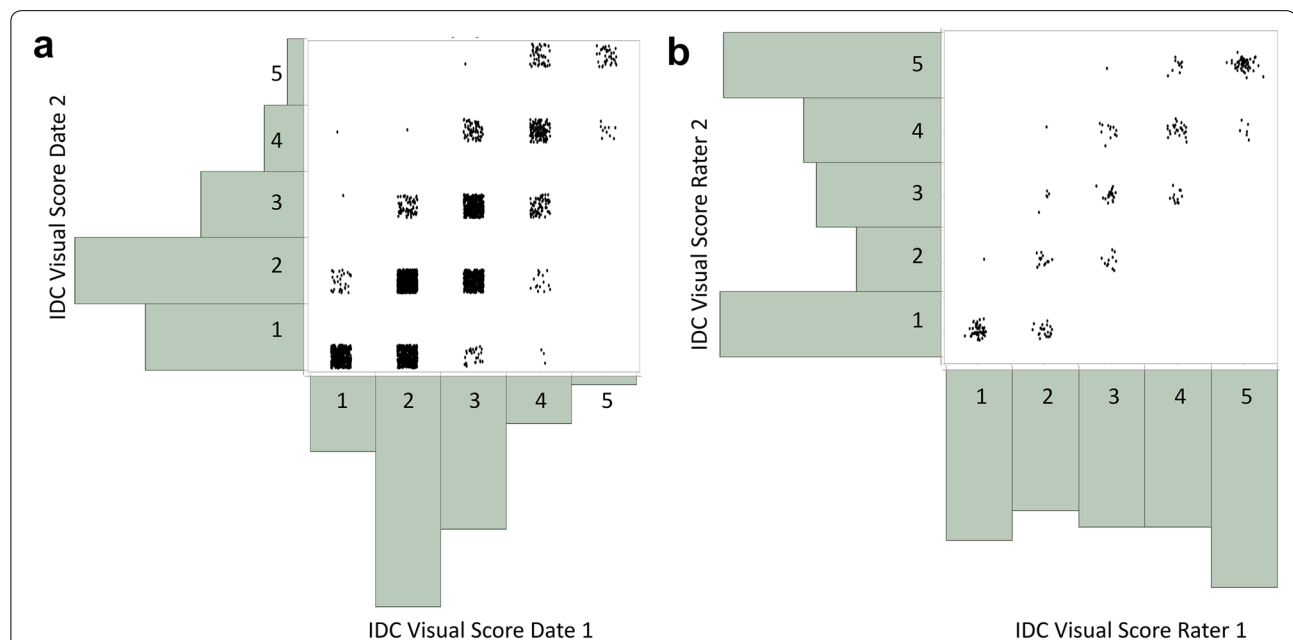 a
IDC Visual Score Date 2
5
4
3
2
1
1 2 3 4 5
IDC Visual Score Date 1
b
IDC Visual Score Rater 2
5
4
3
2
1
1 2 3 4 5
IDC Visual Score Rater 1